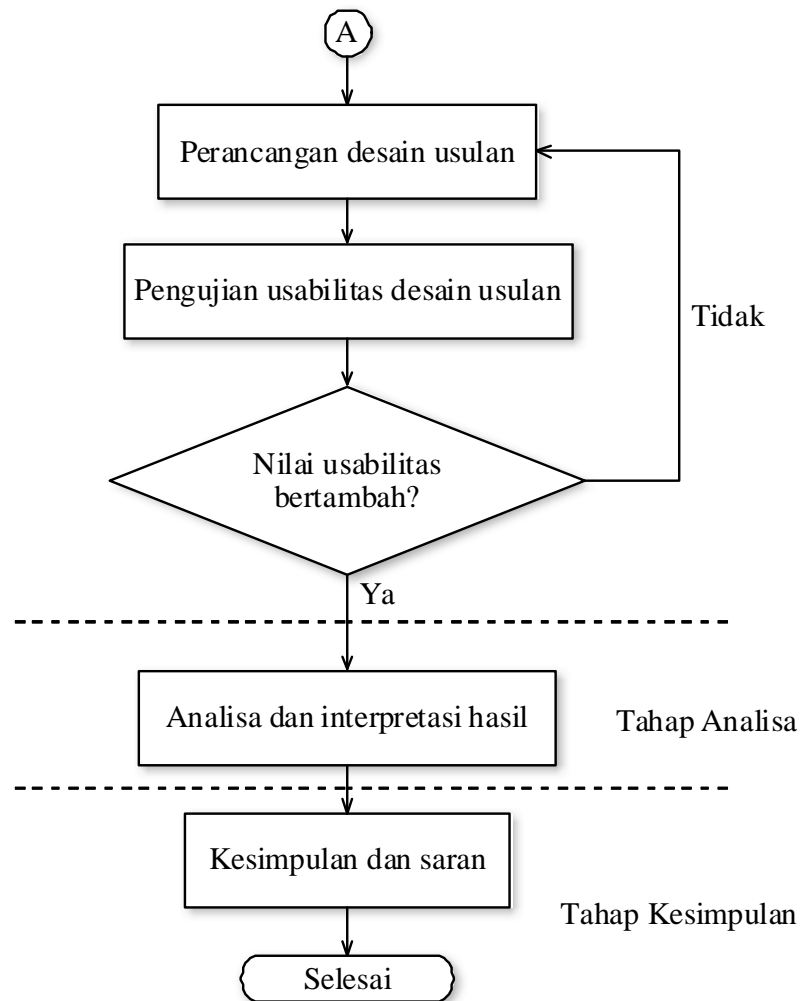 A
Perancangan desain usulan
Pengujian usabilitas desain usulan
Tidak
Nilai usabilitas
bertambah?
Ya
Analisa dan interpretasi hasil
Tahap Analisa
Kesimpulan dan saran
Tahap Kesimpulan
Selesai